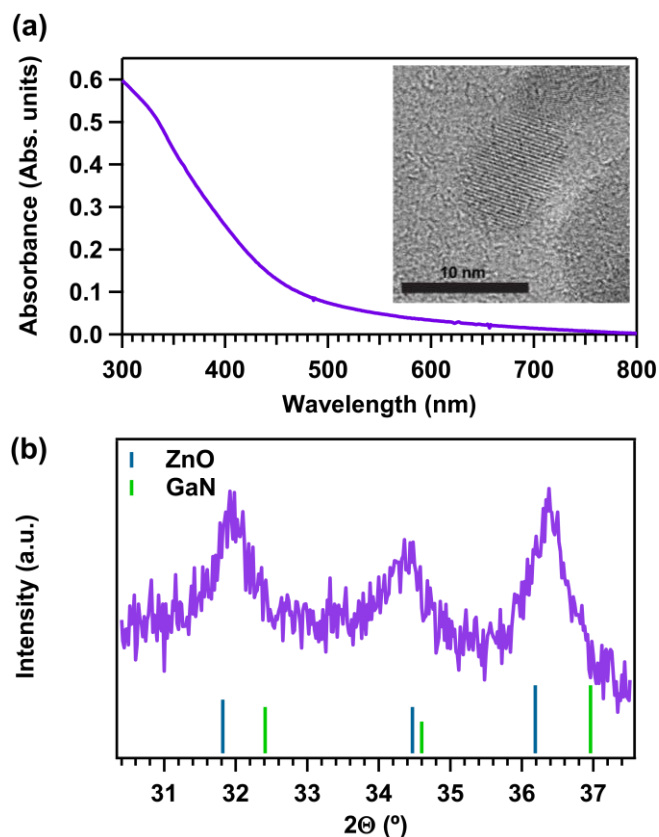 (a)
0.6
0.5
0.4
0.3
0.2
0.1
0.0
Absorbance (Abs. units)
10 nm
300 400 500 600 700 800
Wavelength (nm)
(b)
ZnO
GaN
Intensity (a.u.)
31 32 33 34 35 36 37
2Θ (º)